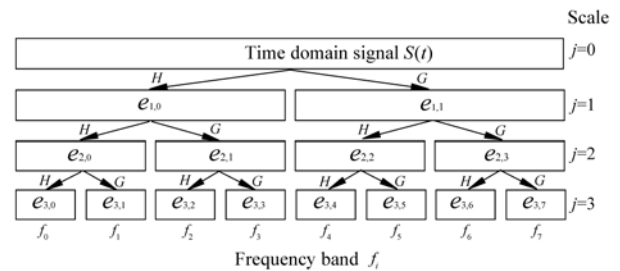 Scale
Time domain signal S(t) j=0
H G
e1,0 e1,1 j=1
H G H G
e2,0 e2,1 e2,2 e2,3 j=2
H G H G H G H G
e3,0 e3,1 e3,2 e3,3 e3,4 e3,5 e3,6 e3,7 j=3
f0 f1 f2 f3 f4 f5 f6 f7
Frequency band fi